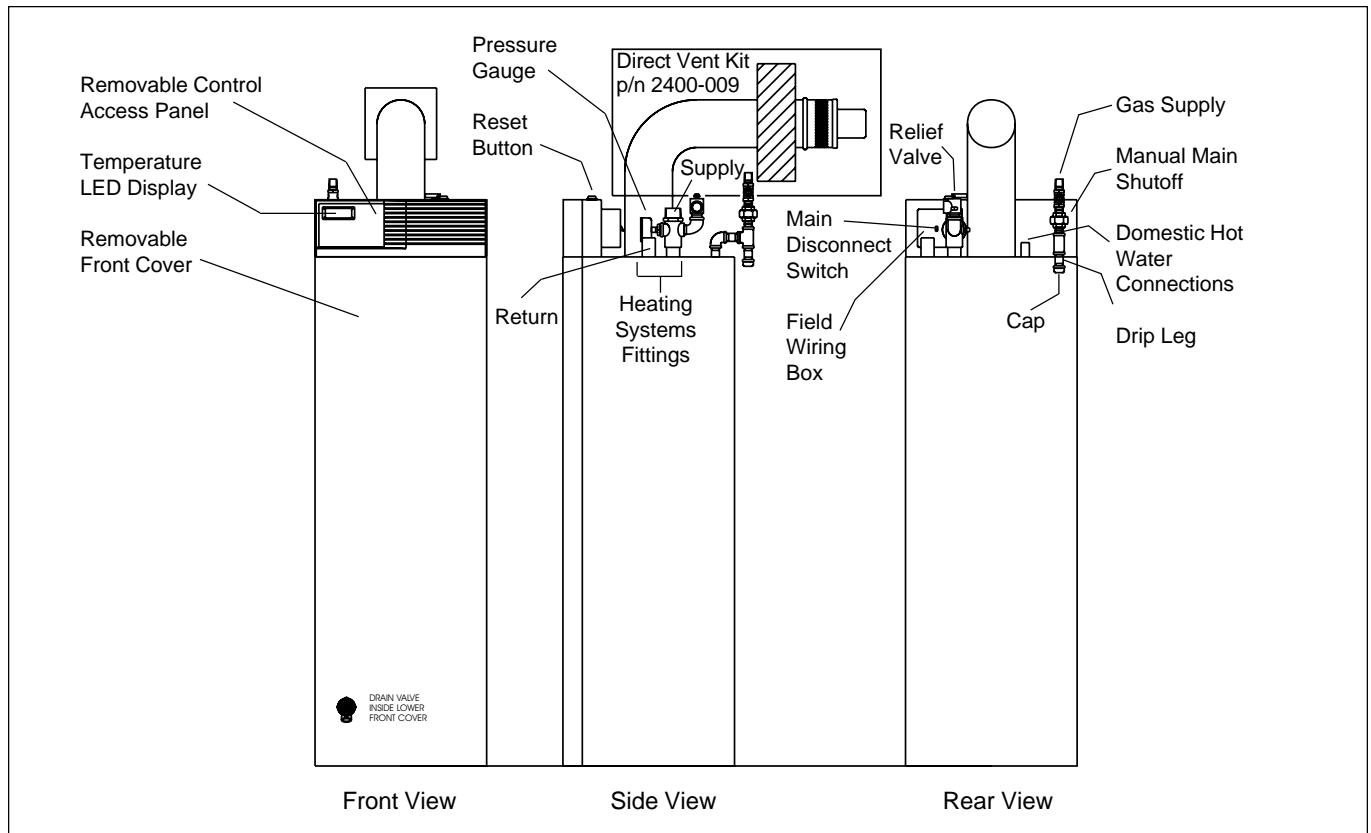 Removable Control
Access Panel
Temperature
LED Display
Removable
Front Cover
DRAIN VALVE
INSIDE LOWER
FRONT COVER
Front View
Pressure
Gauge
Reset
Button
Direct Vent Kit
p/n 2400-009
Supply
Return
Heating
Systems
Fittings
Side View
Relief
Valve
Main
Disconnect
Switch
Field
Wiring
Box
Gas Supply
Manual Main
Shutoff
Domestic Hot
Water
Connections
Cap
Drip Leg
Rear View